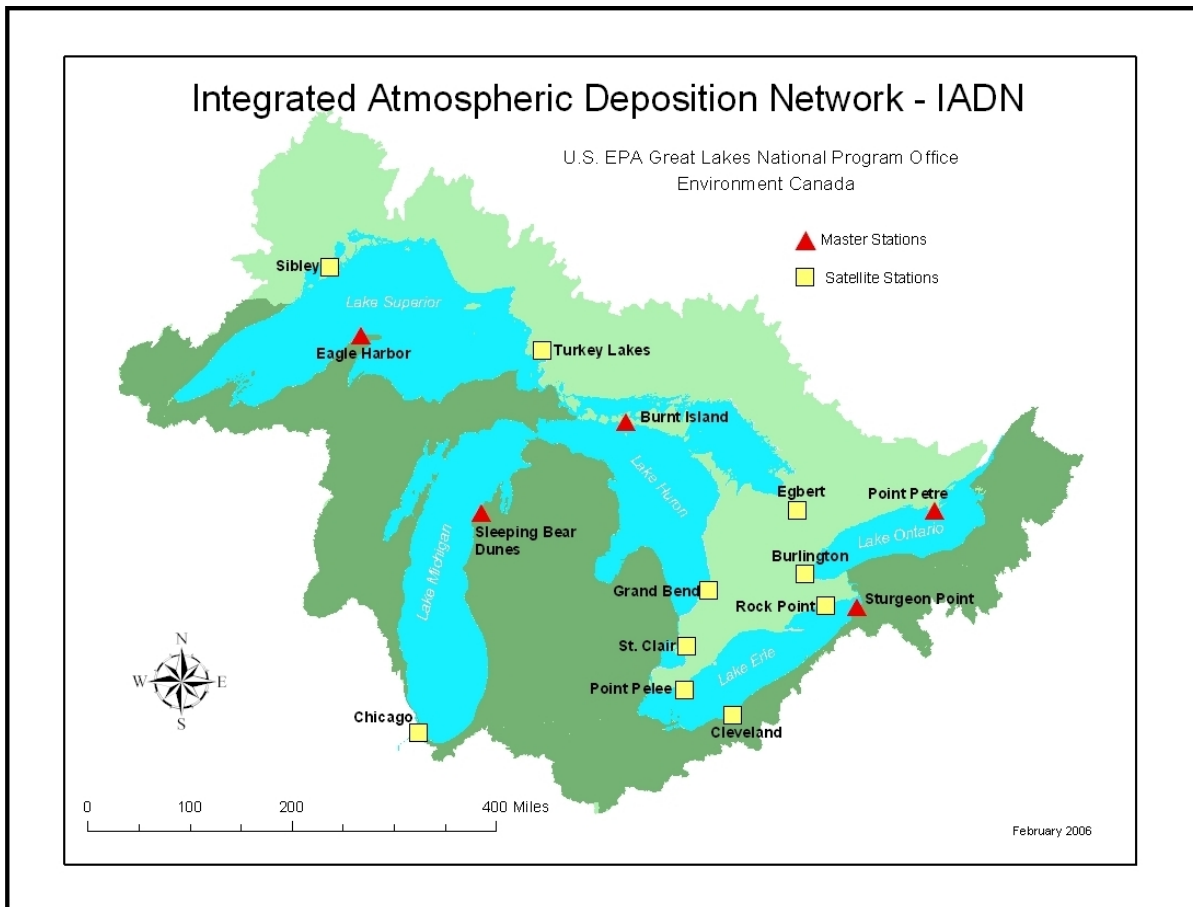 Integrated Atmospheric Deposition Network - IADN
U.S. EPA Great Lakes National Program Office
Environment Canada
Master Stations
Satellite Stations
Sibley
Lake Superior
Eagle Harbor
Turkey Lakes
Burnt Island
Lake Huron
Egbert
Point Petre
Lake Ontario
Sleeping Bear
Dunes
Lake Michigan
Burlington
Grand Bend
Rock Point
Sturgeon Point
St. Clair
Lake Erie
Point Pelee
Chicago
Cleveland
N
W E
S
0 100 200 400 Miles
February 2006